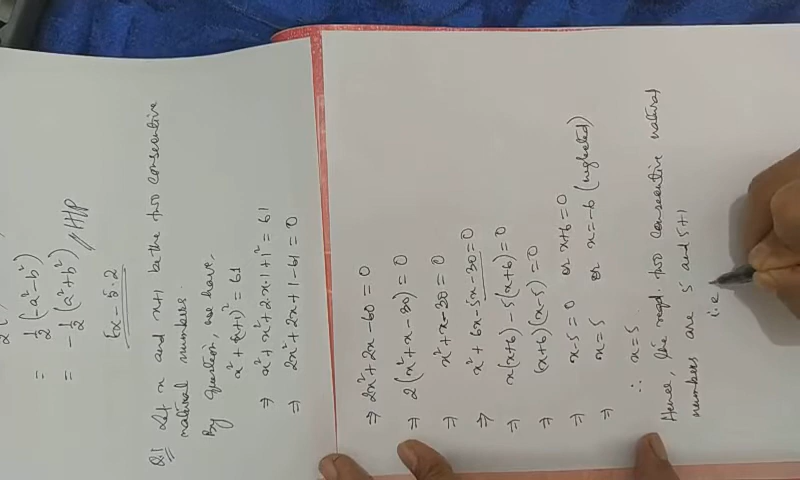 = 1/2 (-a² - b²)
= -1/2 (a² + b²) // H/P
Ex - 5.2
Q.1 Let x and x+1 be the two consecutive
natural numbers.
By question, we have,
x² + (x+1)² = 61
⇒ x² + x² + 2·x·1 + 1² = 61
⇒ 2x² + 2x + 1 - 61 = 0
⇒ 2x² + 2x - 60 = 0
⇒ 2(x² + x - 30) = 0
⇒ x² + x - 30 = 0
⇒ x² + 6x - 5x - 30 = 0
⇒ x(x+6) - 5(x+6) = 0
⇒ (x+6)(x-5) = 0
⇒ x-5 = 0 or x+6 = 0
⇒ x = 5 or x = -6 (neglected)
∴ x = 5
Hence, the reqd. two consecutive natural
numbers are 5 and 5+1
i.e